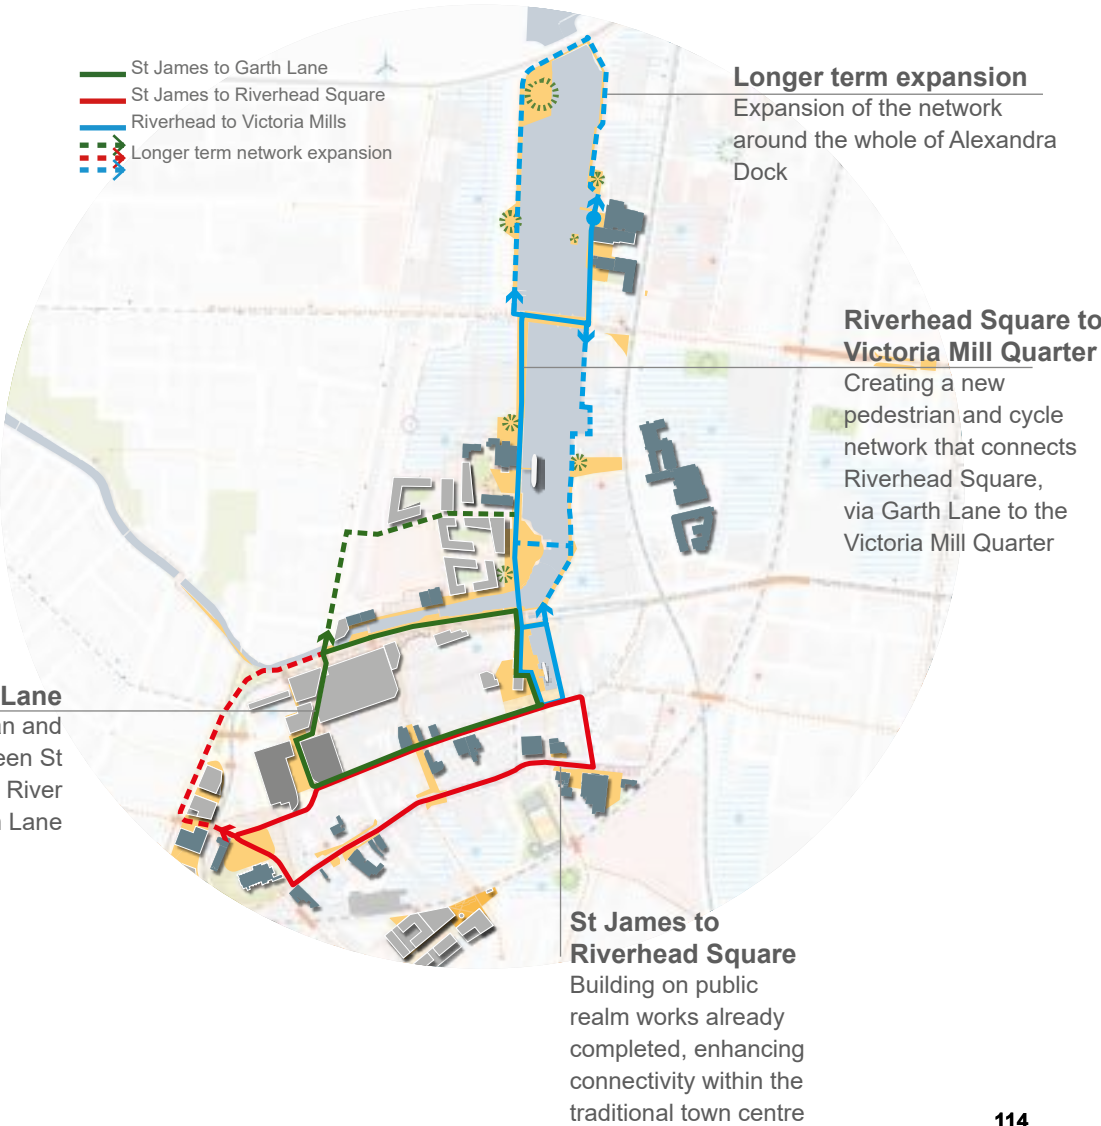 St James to Garth Lane
St James to Riverhead Square
Riverhead to Victoria Mills
Longer term network expansion
Longer term expansion
Expansion of the network
around the whole of Alexandra
Dock
Riverhead Square to
Victoria Mill Quarter
Creating a new
pedestrian and cycle
network that connects
Riverhead Square,
via Garth Lane to the
Victoria Mill Quarter
Lane
and
St
River
Lane
St James to
Riverhead Square
Building on public
realm works already
completed, enhancing
connectivity within the
traditional town centre
114